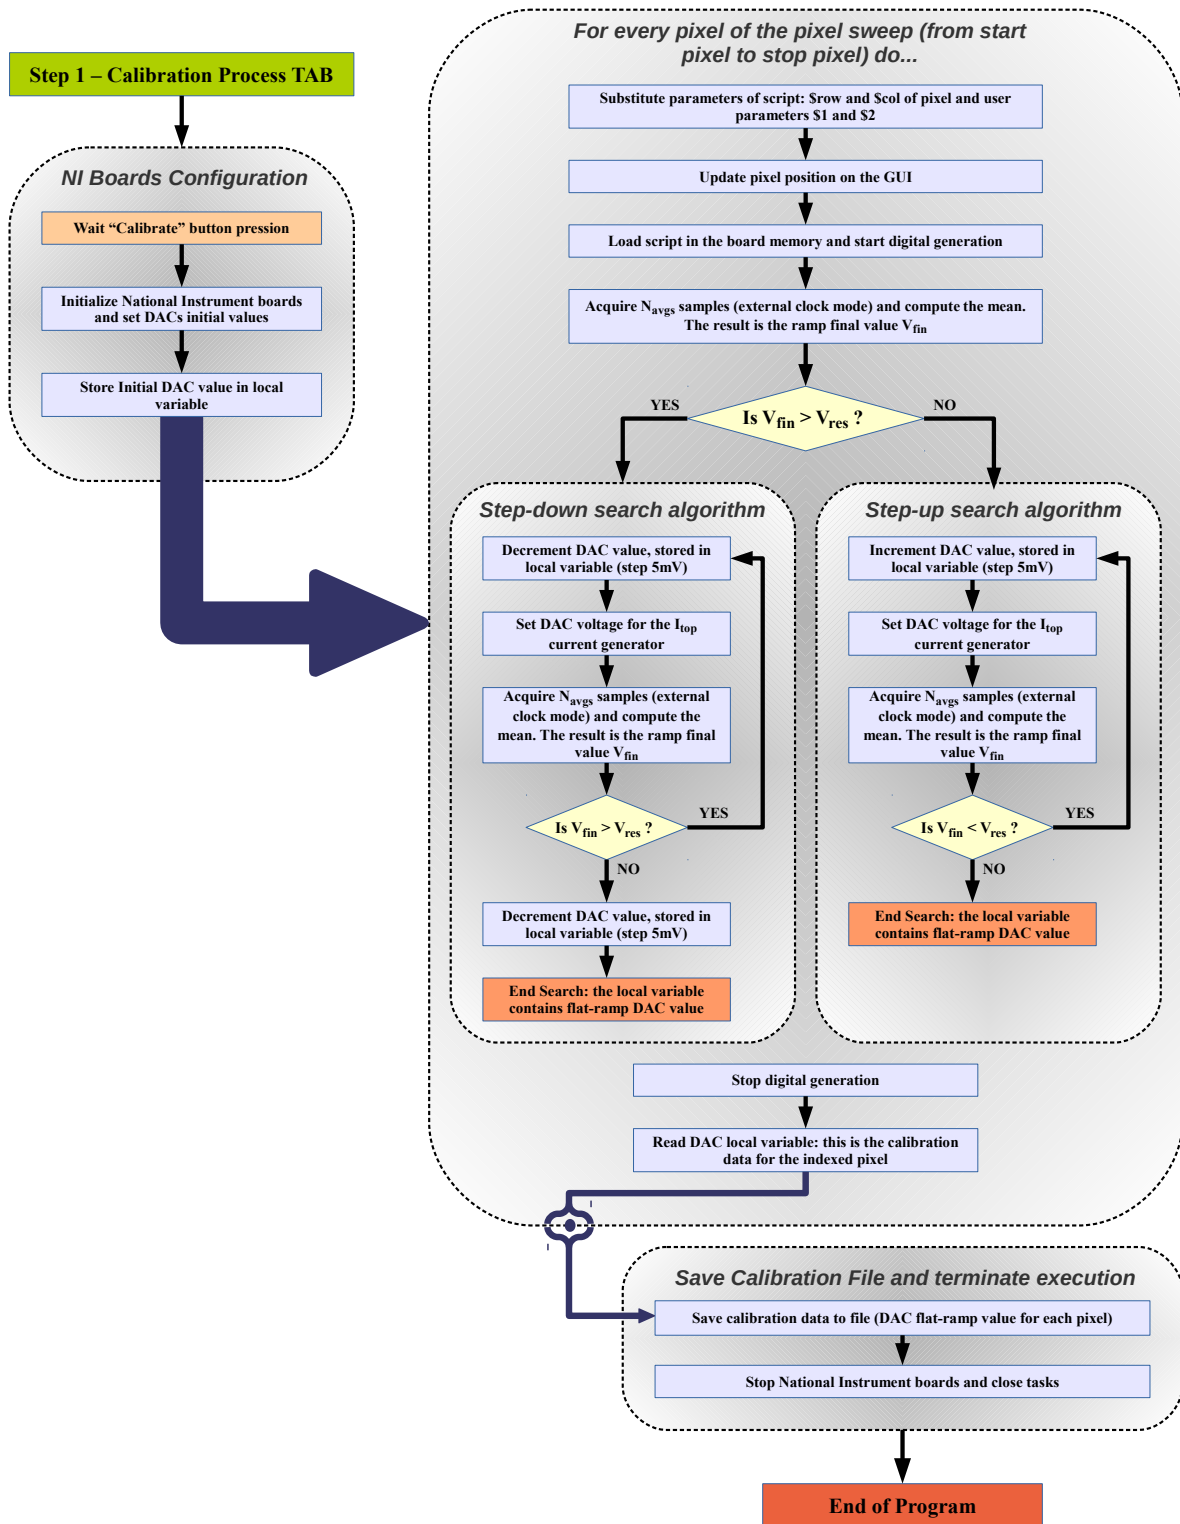 Step 1 – Calibration Process TAB
NI Boards Configuration
Wait “Calibrate” button pression
Initialize National Instrument boards
and set DACs initial values
Store Initial DAC value in local
variable
For every pixel of the pixel sweep (from start
pixel to stop pixel) do...
Substitute parameters of script: $row and $col of pixel and user
parameters $1 and $2
Update pixel position on the GUI
Load script in the board memory and start digital generation
Acquire Navgs samples (external clock mode) and compute the mean.
The result is the ramp final value Vfin
Is Vfin > Vres ?
YES
NO
Step-down search algorithm
Decrement DAC value, stored in
local variable (step 5mV)
Set DAC voltage for the Itop
current generator
Acquire Navgs samples (external
clock mode) and compute the
mean. The result is the ramp final
value Vfin
Is Vfin > Vres ?
YES
NO
Decrement DAC value, stored in
local variable (step 5mV)
End Search: the local variable
contains flat-ramp DAC value
Step-up search algorithm
Increment DAC value, stored in
local variable (step 5mV)
Set DAC voltage for the Itop
current generator
Acquire Navgs samples (external
clock mode) and compute the
mean. The result is the ramp final
value Vfin
Is Vfin < Vres ?
YES
NO
End Search: the local variable
contains flat-ramp DAC value
Stop digital generation
Read DAC local variable: this is the calibration
data for the indexed pixel
Save Calibration File and terminate execution
Save calibration data to file (DAC flat-ramp value for each pixel)
Stop National Instrument boards and close tasks
End of Program